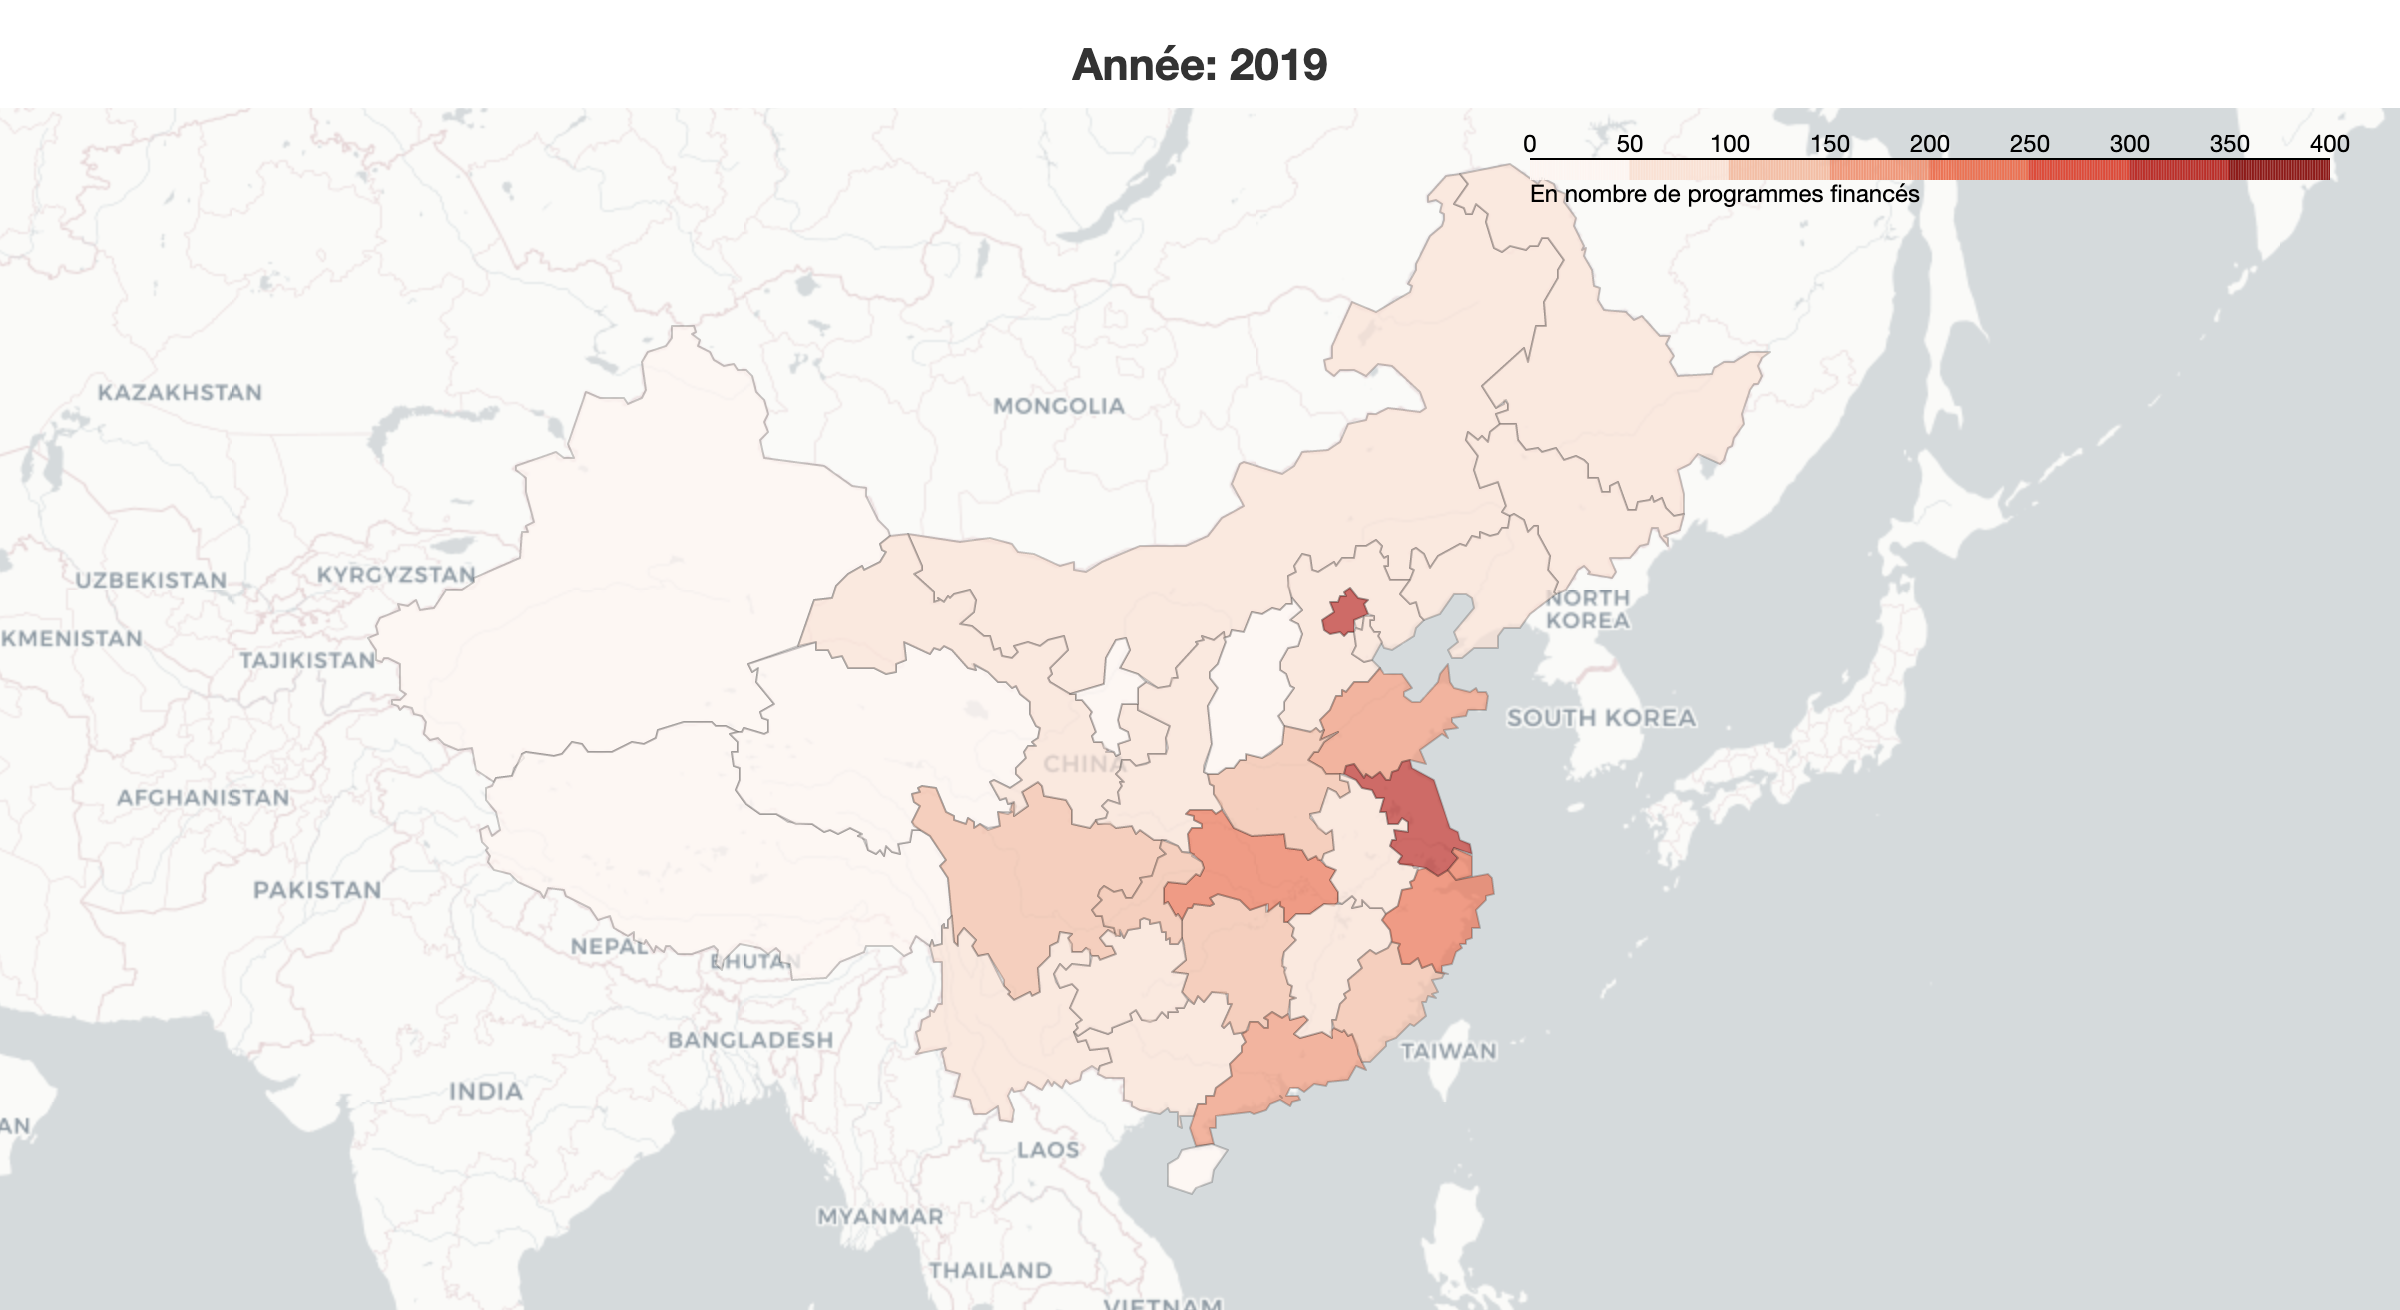 Année: 2019
0 50 100 150 200 250 300 350 400
En nombre de programmes financés
KAZAKHSTAN
MONGOLIA
UZBEKISTAN
KYRGYZSTAN
NORTH
KOREA
KMENISTAN
TAJIKISTAN
SOUTH KOREA
CHINA
AFGHANISTAN
PAKISTAN
NEPAL
BHUTAN
BANGLADESH
TAIWAN
INDIA
AN
LAOS
MYANMAR
THAILAND
VIETNAM